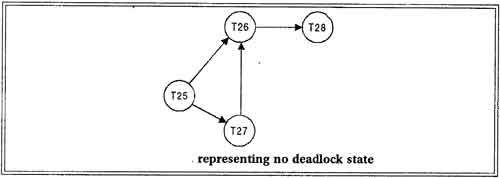 T26
T28
T25
T27
representing no deadlock state